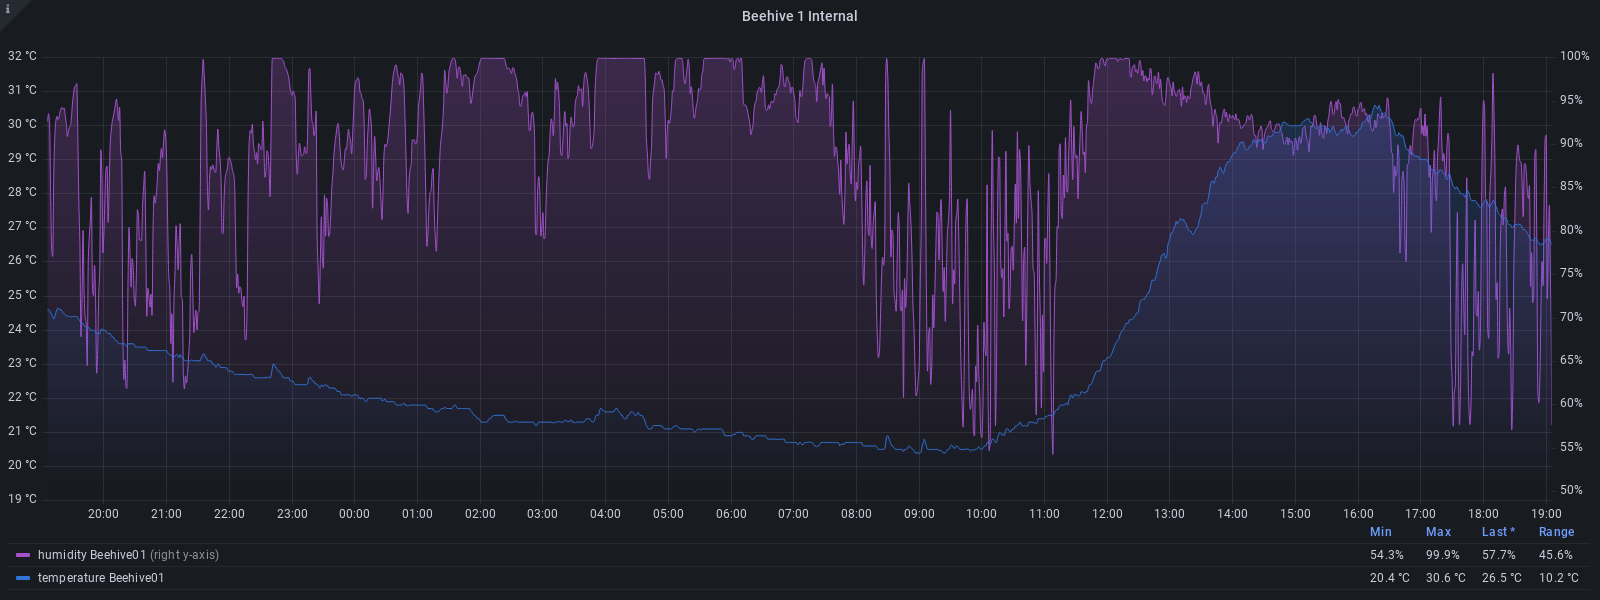 i
Beehive 1 Internal
32 °C 100%
31 °C 95%
30 °C 90%
29 °C 85%
28 °C 80%
27 °C 75%
26 °C 70%
25 °C 65%
24 °C 60%
23 °C 55%
22 °C 50%
21 °C
20 °C
19 °C
20:00 21:00 22:00 23:00 00:00 01:00 02:00 03:00 04:00 05:00 06:00 07:00 08:00 09:00 10:00 11:00 12:00 13:00 14:00 15:00 16:00 17:00 18:00 19:00
Min Max Last * Range
humidity Beehive01 (right y-axis) 54.3% 99.9% 57.7% 45.6%
temperature Beehive01 20.4 °C 30.6 °C 26.5 °C 10.2 °C